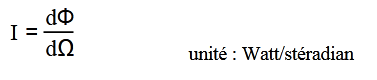 I = dΦ/dΩ unité : Watt/stéradian